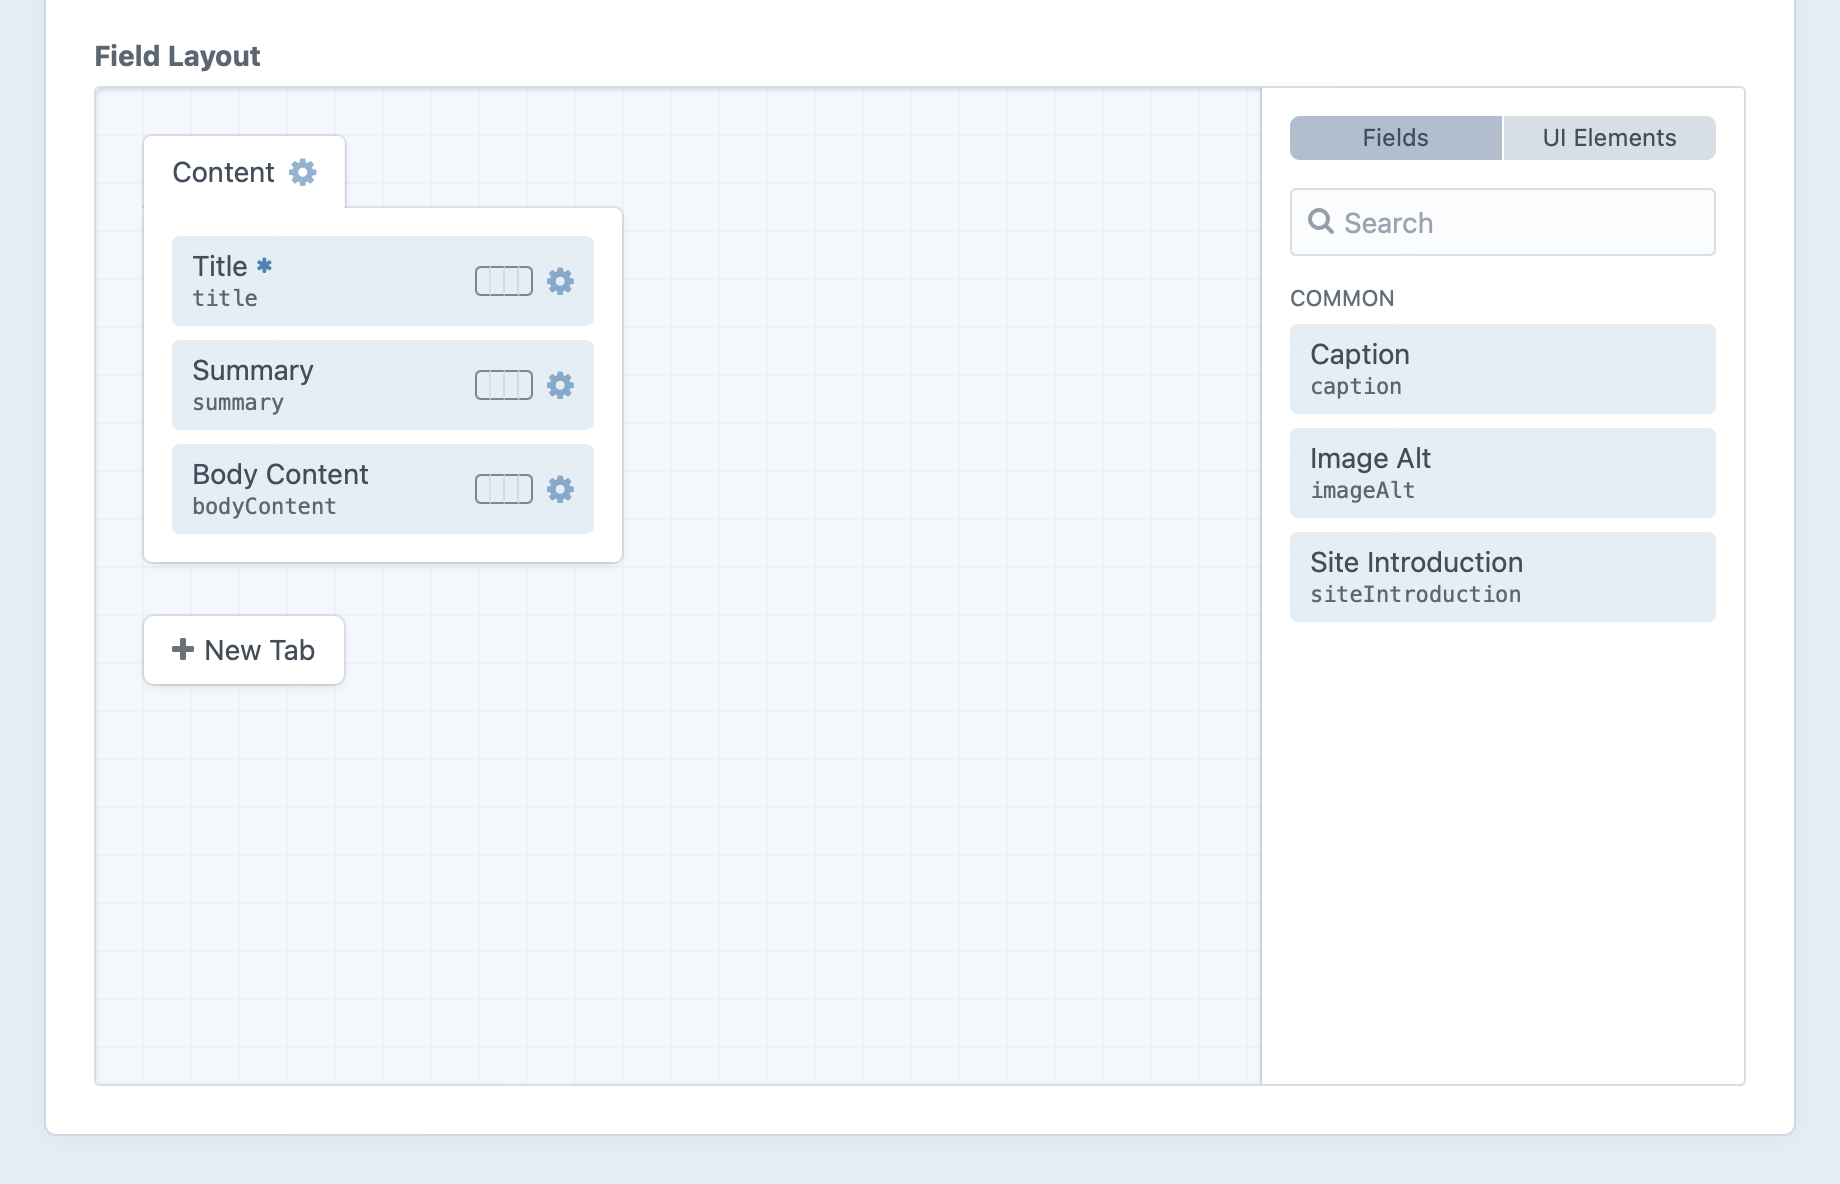 Field Layout
Content
Title *
title
Summary
summary
Body Content
bodyContent
New Tab
Fields
UI Elements
Search
COMMON
Caption
caption
Image Alt
imageAlt
Site Introduction
siteIntroduction